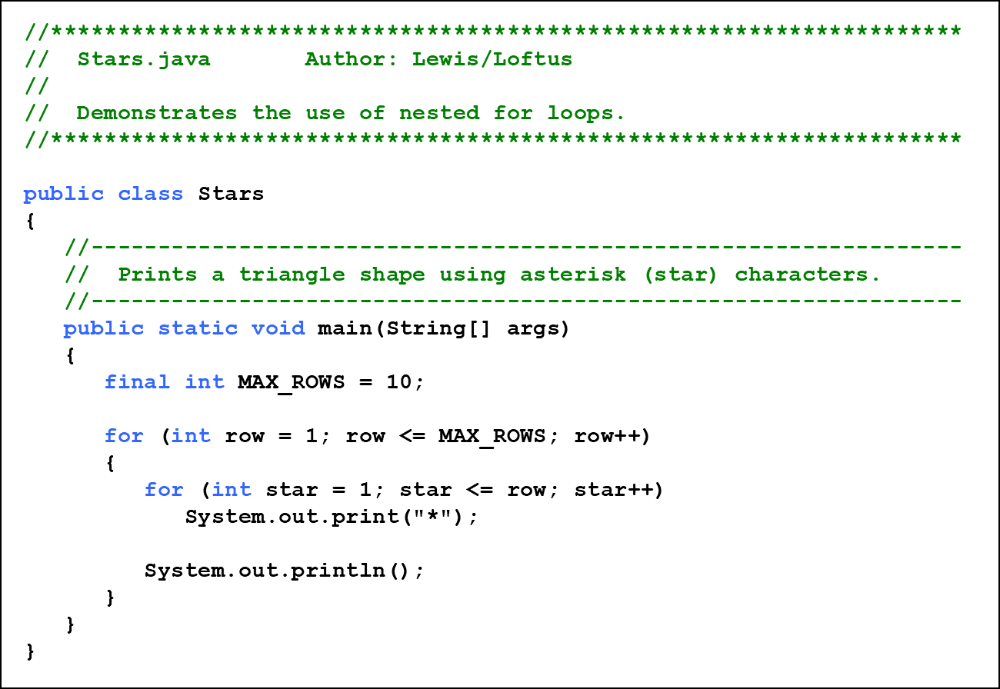 //********************************************************************
//  Stars.java       Author: Lewis/Loftus
//
//  Demonstrates the use of nested for loops.
//********************************************************************

public class Stars
{
   //-----------------------------------------------------------------
   //  Prints a triangle shape using asterisk (star) characters.
   //-----------------------------------------------------------------
   public static void main(String[] args)
   {
      final int MAX_ROWS = 10;

      for (int row = 1; row <= MAX_ROWS; row++)
      {
         for (int star = 1; star <= row; star++)
            System.out.print("*");

         System.out.println();
      }
   }
}